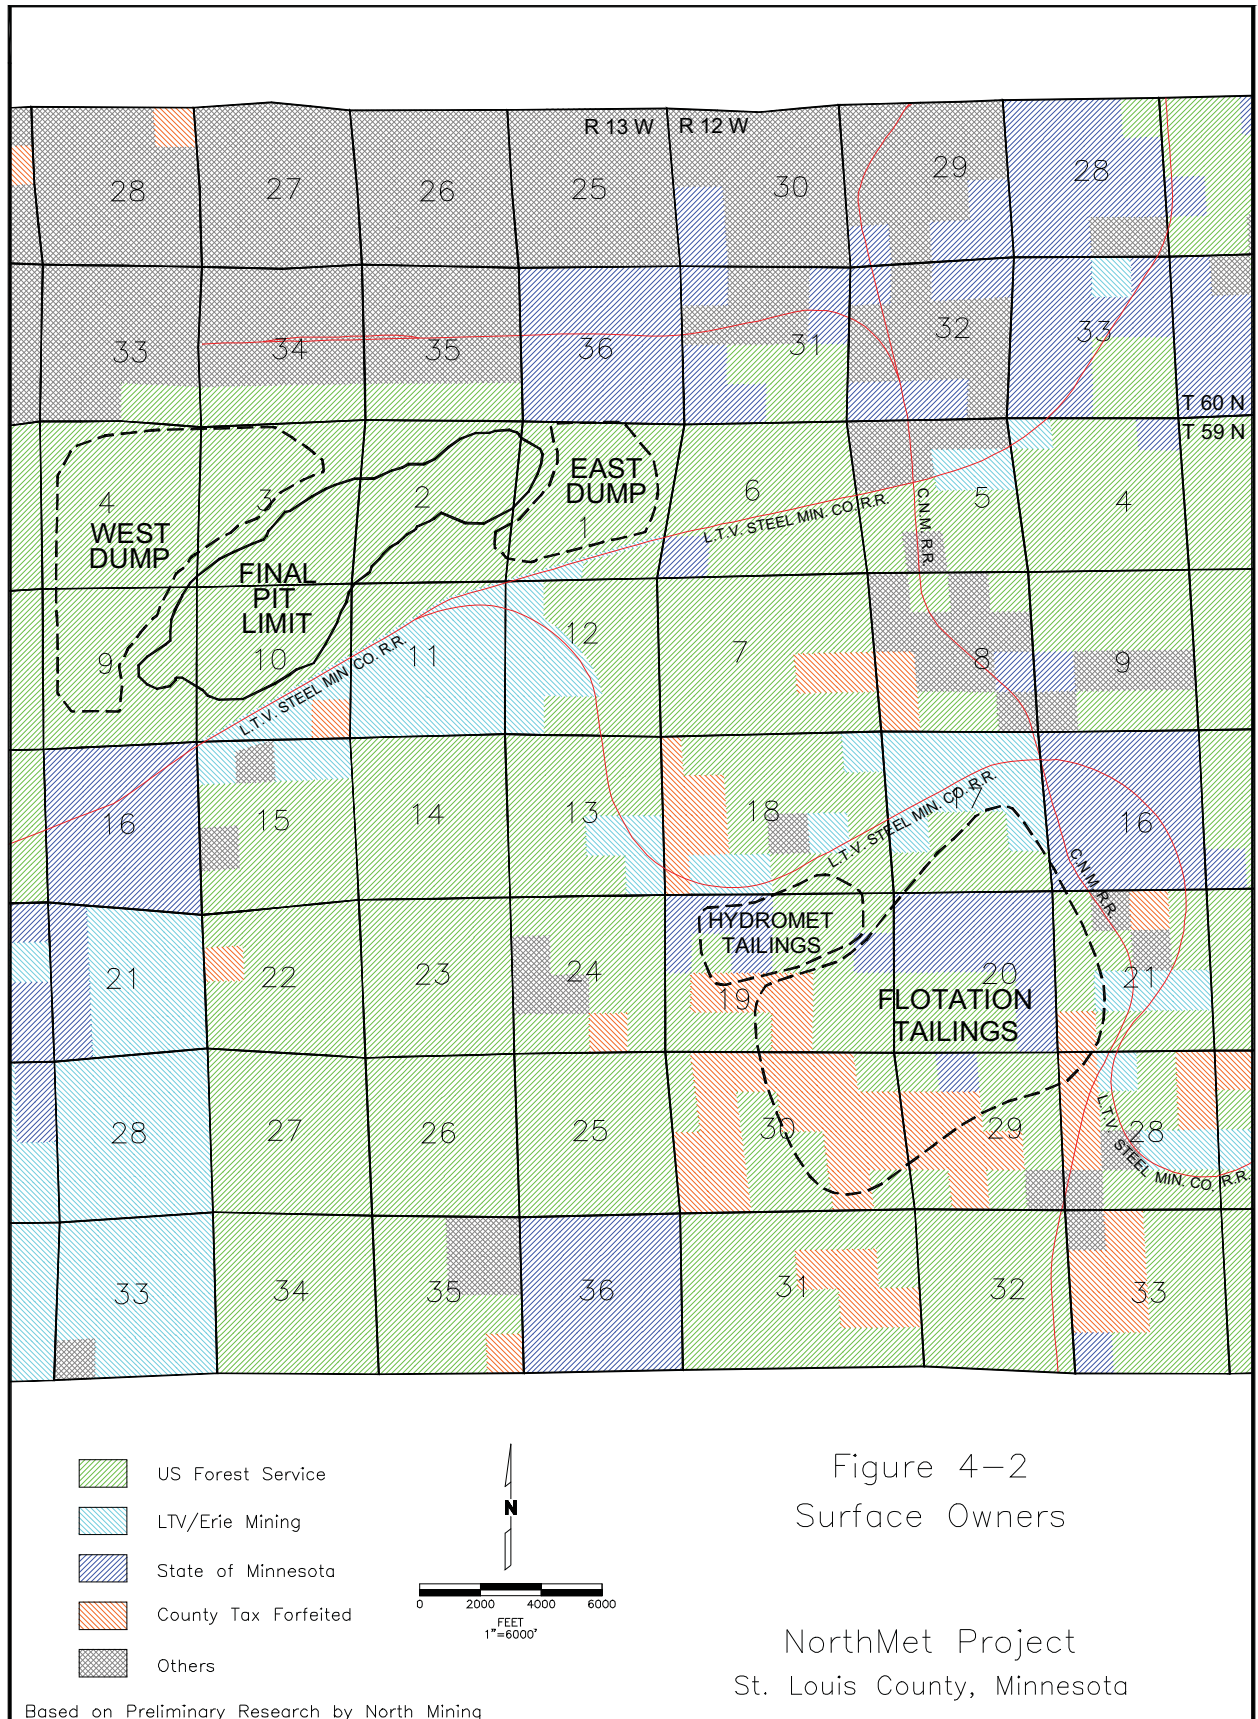 R 13 W R 12 W
28 27 26 25 30 29 28
33 34 35 36 31 32 33
T 60 N
T 59 N
4 3 2 1 6 5 4
WEST
DUMP
EAST
DUMP
L.T.V. STEEL MIN. CO. R.R.
C.N.M. R.R.
FINAL
PIT
LIMIT
9 10 11 12 7 8 9
L.T.V. STEEL MIN. CO. R.R.
16 15 14 13 18 17 16
L.T.V. STEEL MIN. CO. R.R.
C.N.M. R.R.
HYDROMET
TAILINGS
21 22 23 24 19 20 21
FLOTATION
TAILINGS
28 27 26 25 30 29 28
L.T.V. STEEL MIN. CO. R.R.
33 34 35 36 31 32 33
US Forest Service
LTV/Erie Mining
State of Minnesota
County Tax Forfeited
Others
Based on Preliminary Research by North Mining
N
0 2000 4000 6000
FEET
1"=6000'
Figure 4-2
Surface Owners
NorthMet Project
St. Louis County, Minnesota